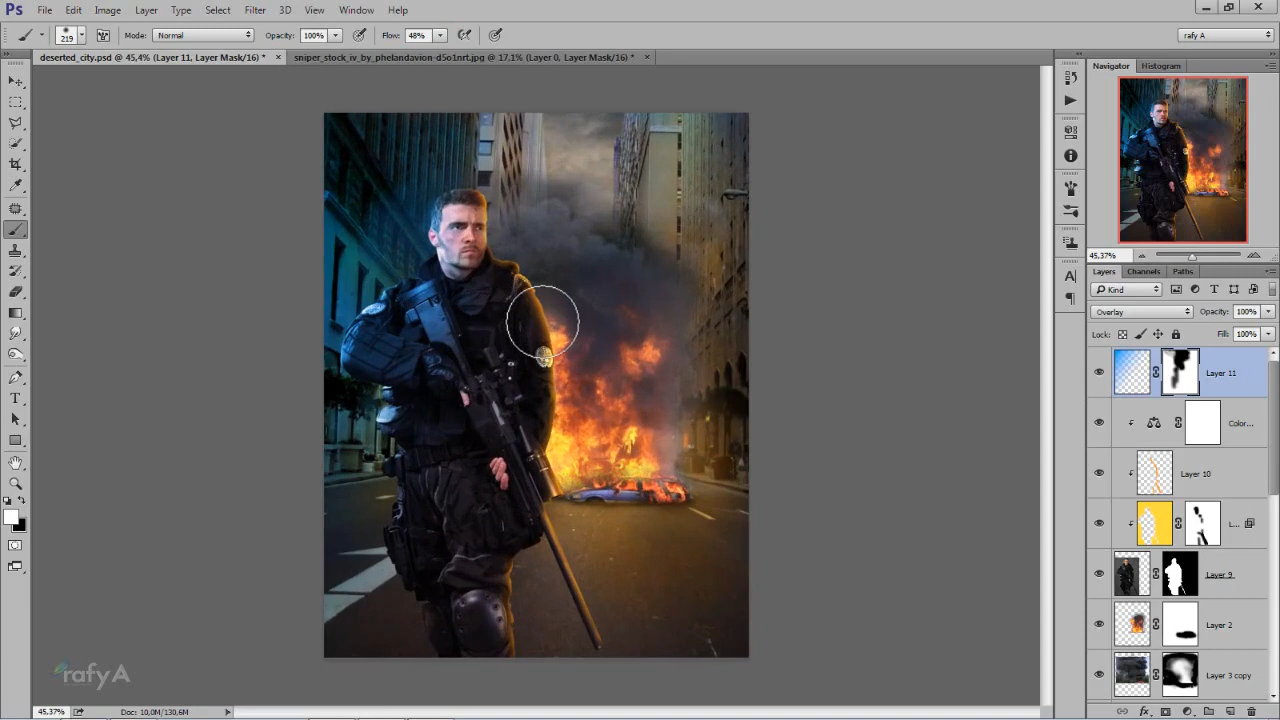 Ps File Edit Image Layer Type Select Filter 3D View Window Help
219 Mode: Normal Opacity: 100% Flow: 48% rafy A
deserted_city.psd @ 45,4% (Layer 11, Layer Mask/16) * × sniper_stock_iv_by_phelandavion-d5o1nrt.jpg @ 17,1% (Layer 0, Layer Mask/16) * ×
Navigator Histogram
45.37%
Layers Channels Paths
Kind
Overlay Opacity: 100%
Lock: Fill: 100%
Layer 11
Color...
Layer 10
L...
Layer 9
Layer 2
Layer 3 copy
rafy A
45.37% Doc: 10,0M/130,6M